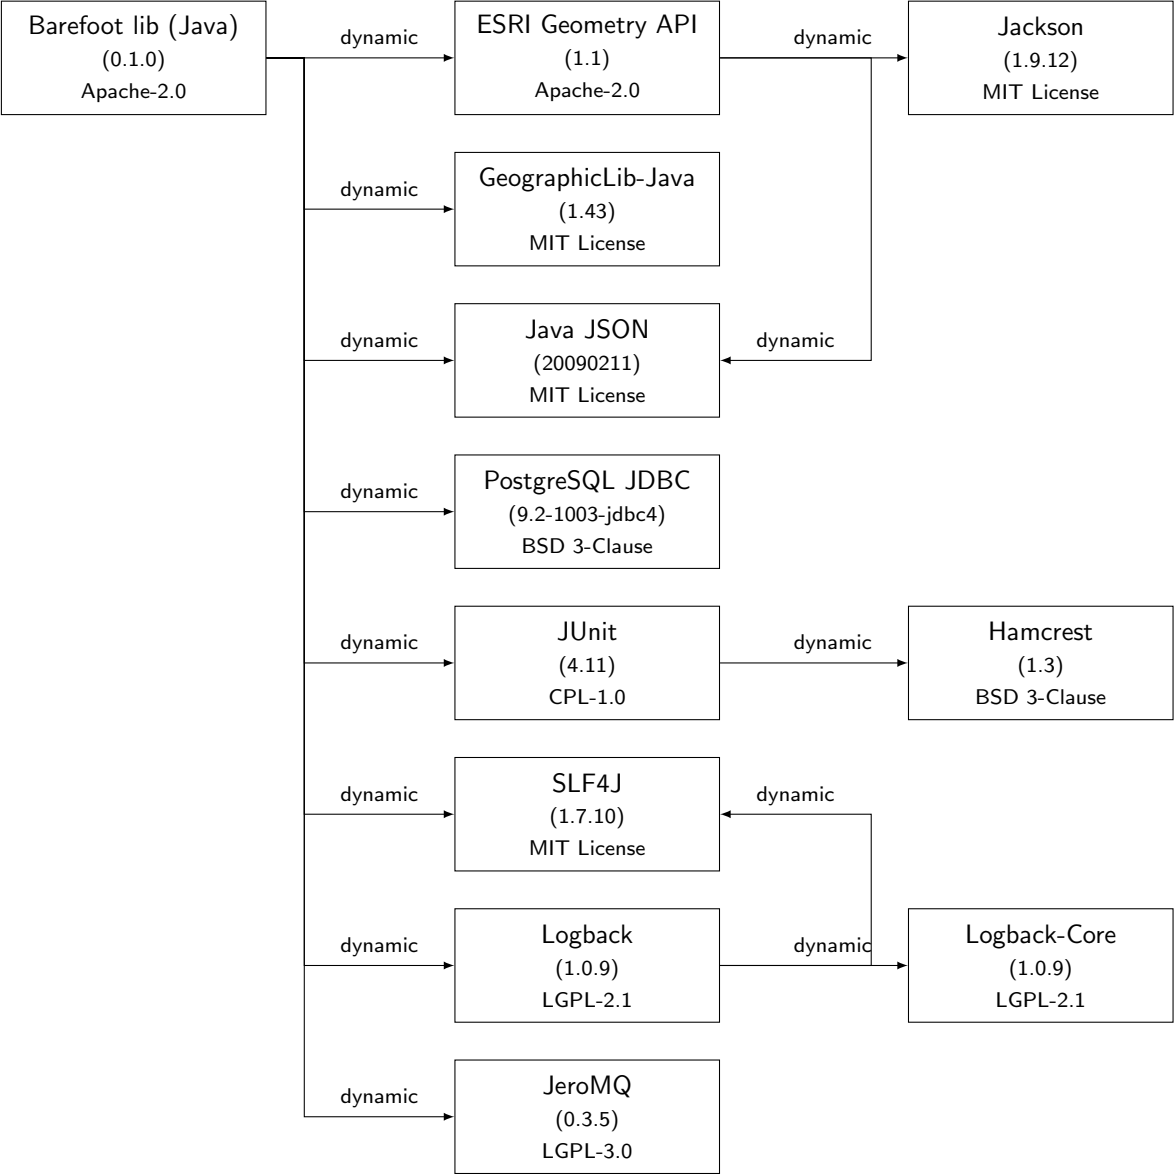 Barefoot lib (Java)
(0.1.0)
Apache-2.0
dynamic
ESRI Geometry API
(1.1)
Apache-2.0
dynamic
Jackson
(1.9.12)
MIT License
dynamic
GeographicLib-Java
(1.43)
MIT License
dynamic
Java JSON
(20090211)
MIT License
dynamic
dynamic
PostgreSQL JDBC
(9.2-1003-jdbc4)
BSD 3-Clause
dynamic
JUnit
(4.11)
CPL-1.0
dynamic
Hamcrest
(1.3)
BSD 3-Clause
dynamic
SLF4J
(1.7.10)
MIT License
dynamic
dynamic
Logback
(1.0.9)
LGPL-2.1
dynamic
Logback-Core
(1.0.9)
LGPL-2.1
dynamic
JeroMQ
(0.3.5)
LGPL-3.0